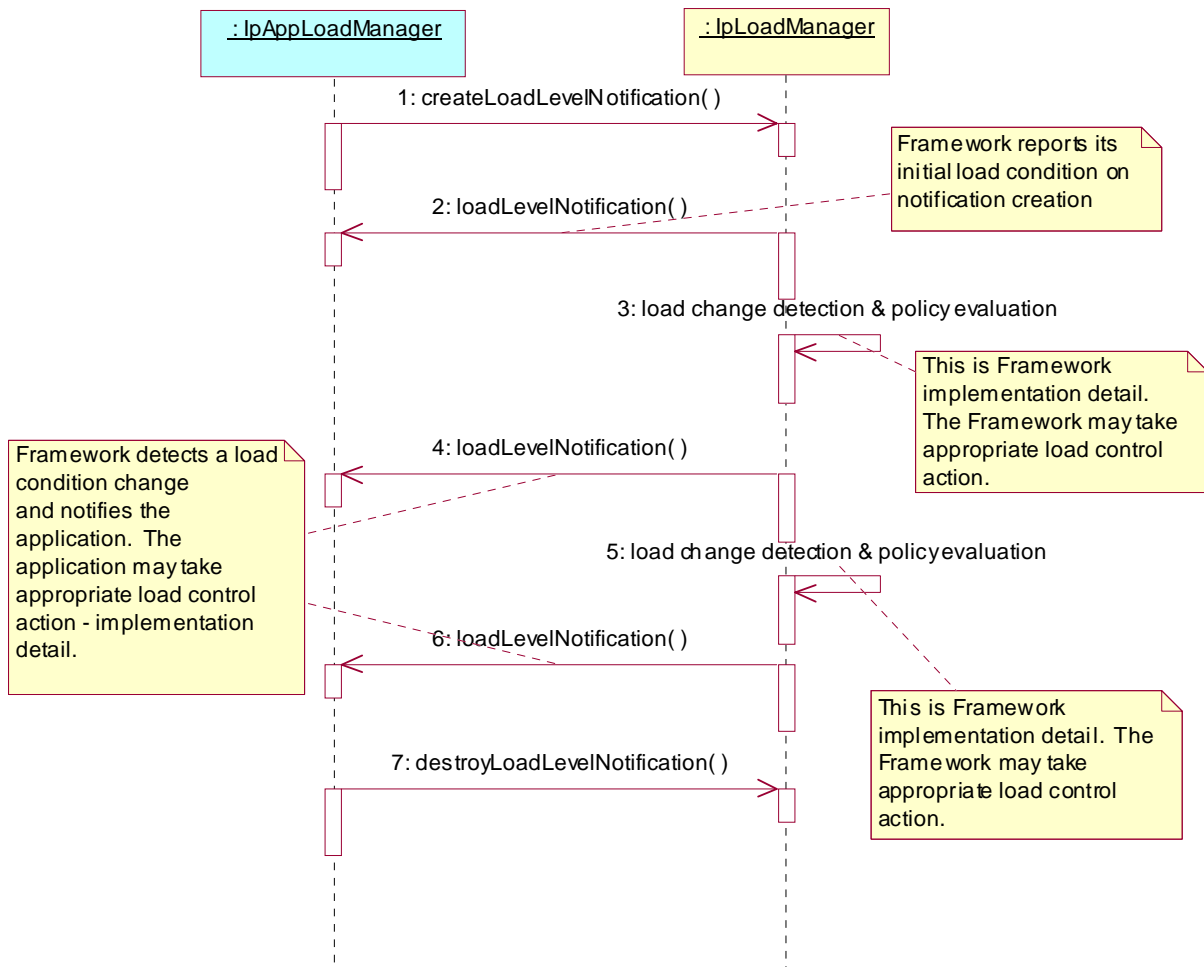 : IpAppLoadManager
: IpLoadManager
1: createLoadLevelNotification( )
Framework reports its
initial load condition on
notification creation
2: loadLevelNotification( )
3: load change detection & policy evaluation
This is Framework
implementation detail.
The Framework may take
appropriate load control
action.
4: loadLevelNotification( )
Framework detects a load
condition change
and notifies the
application. The
application may take
appropriate load control
action - implementation
detail.
5: load change detection & policy evaluation
6: loadLevelNotification( )
This is Framework
implementation detail. The
Framework may take
appropriate load control
action.
7: destroyLoadLevelNotification( )